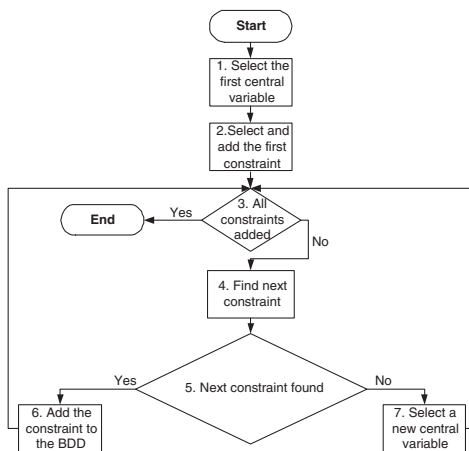 Start
1. Select the
first central
variable
2.Select and
add the first
constraint
3. All
constraints
added
Yes
End
No
4. Find next
constraint
5. Next constraint found
Yes
No
6. Add the
constraint to
the BDD
7. Select a
new central
variable